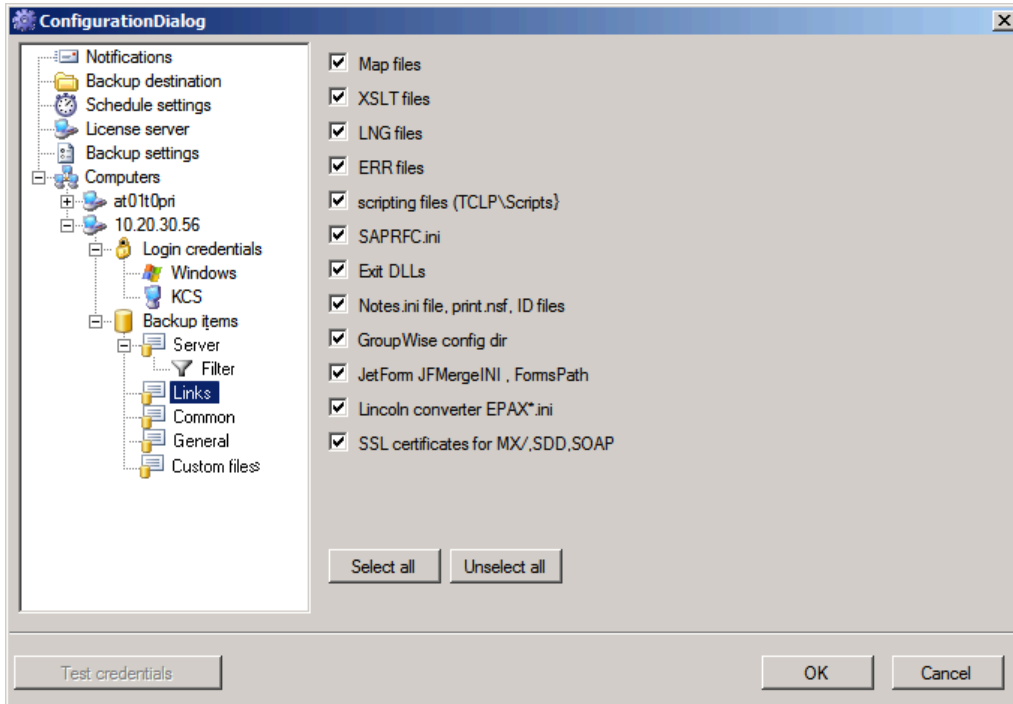 ConfigurationDialog
Notifications
Backup destination
Schedule settings
License server
Backup settings
Computers
at01t0pri
10.20.30.56
Login credentials
Windows
KCS
Backup items
Server
Filter
Links
Common
General
Custom files
Map files
XSLT files
LNG files
ERR files
scripting files (TCLP\Scripts}
SAPRFC.ini
Exit DLLs
Notes.ini file, print.nsf, ID files
GroupWise config dir
JetForm JFMergeINI , FormsPath
Lincoln converter EPAX*.ini
SSL certificates for MX/,SDD,SOAP
Select all Unselect all
Test credentials OK Cancel